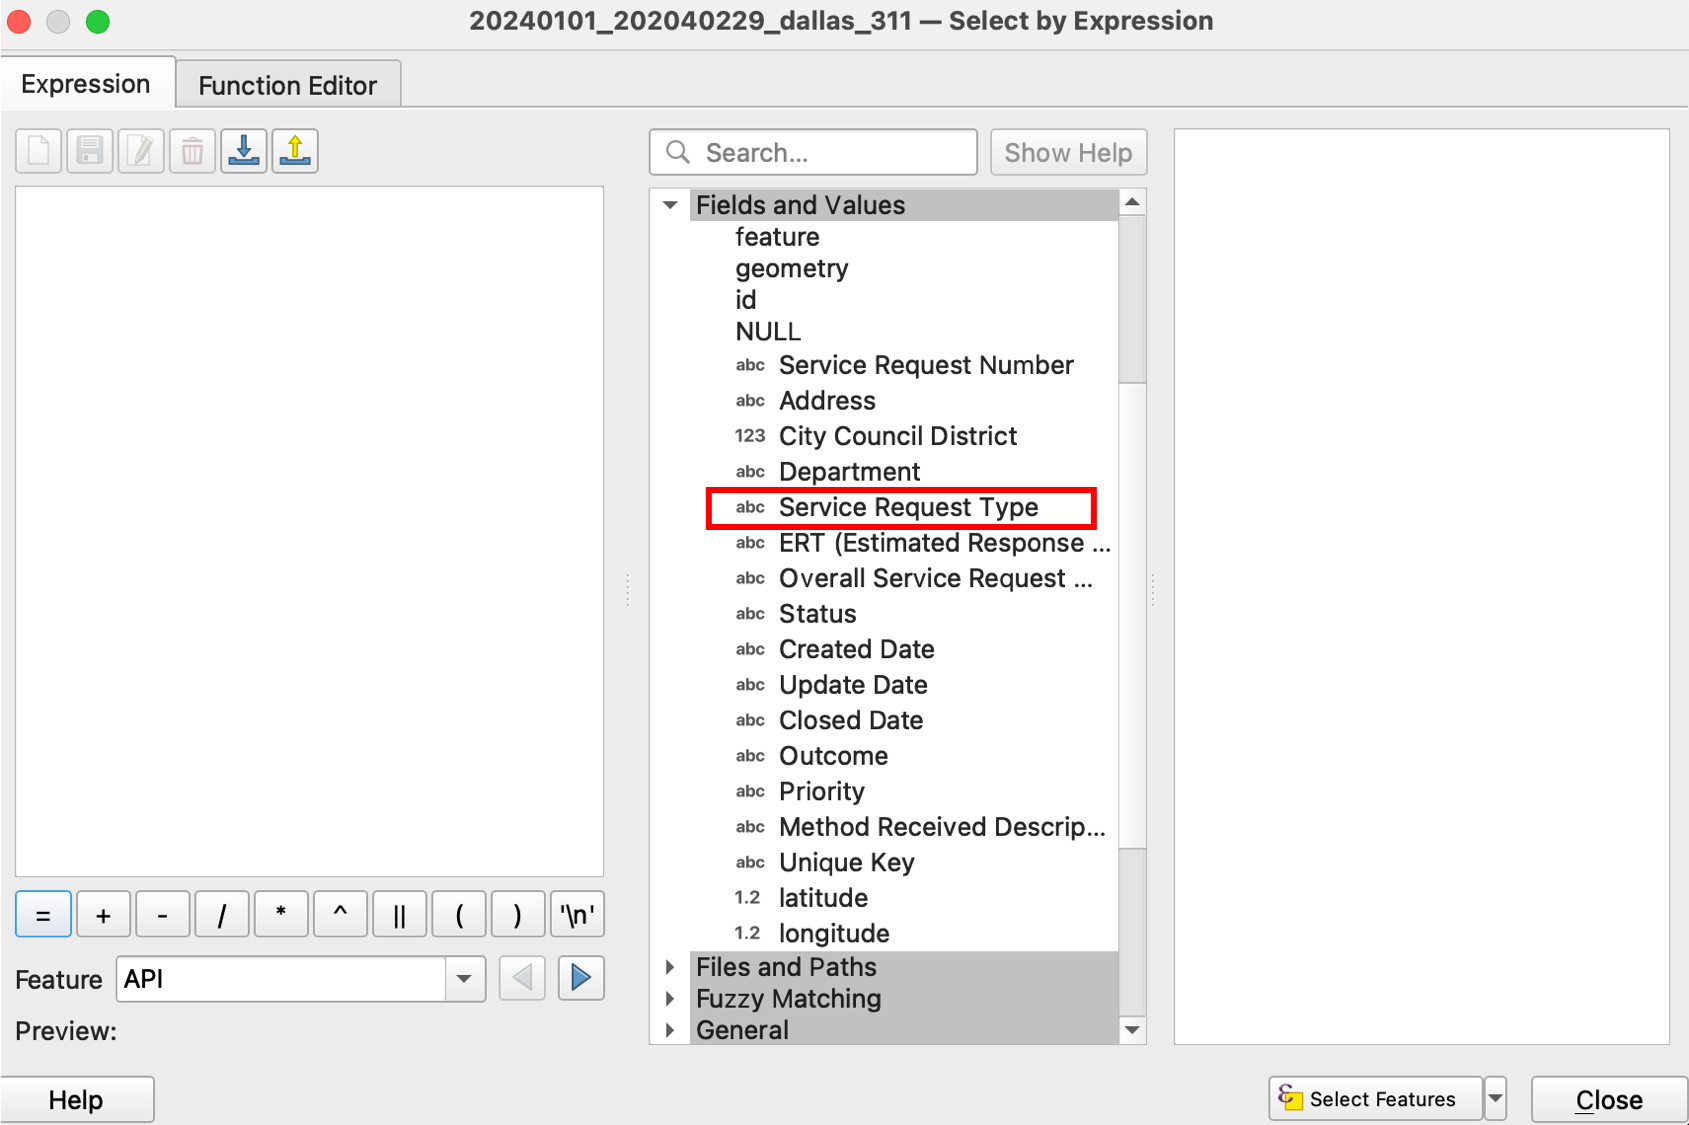 20240101_202040229_dallas_311 — Select by Expression
Expression
Function Editor
Search...
Show Help
Fields and Values
feature
geometry
id
NULL
abc Service Request Number
abc Address
123 City Council District
abc Department
abc Service Request Type
abc ERT (Estimated Response ...
abc Overall Service Request ...
abc Status
abc Created Date
abc Update Date
abc Closed Date
abc Outcome
abc Priority
abc Method Received Descrip...
abc Unique Key
1.2 latitude
1.2 longitude
Files and Paths
Fuzzy Matching
General
= + - / * ^ || ( ) '\n'
Feature API
Preview:
Help
Select Features
Close